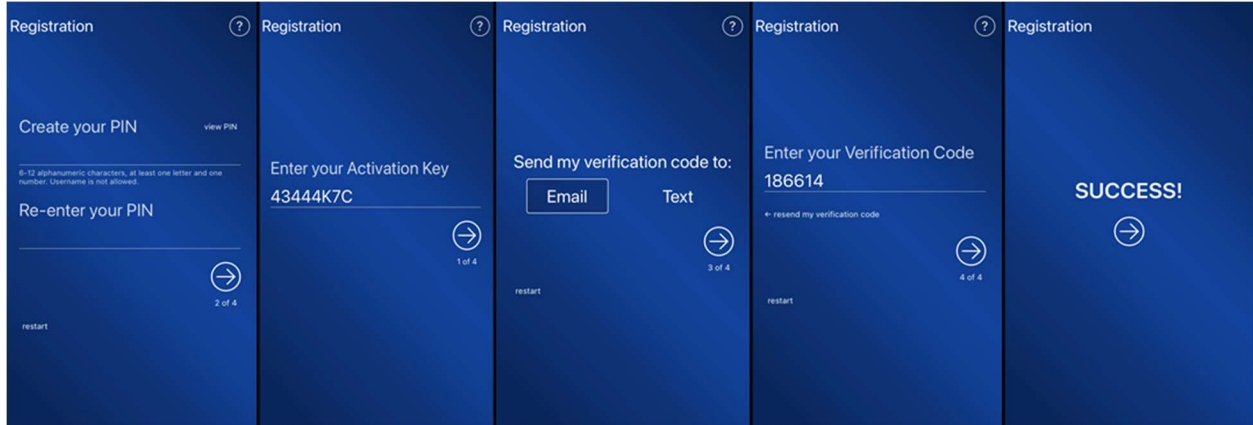 Registration
?
Create your PIN
view PIN
6-12 alphanumeric characters, at least one letter and one
number. Username is not allowed.
Re-enter your PIN
2 of 4
restart
Registration
?
Enter your Activation Key
43444K7C
1 of 4
Registration
?
Send my verification code to:
Email
Text
3 of 4
restart
Registration
?
Enter your Verification Code
186614
← resend my verification code
4 of 4
restart
Registration
SUCCESS!